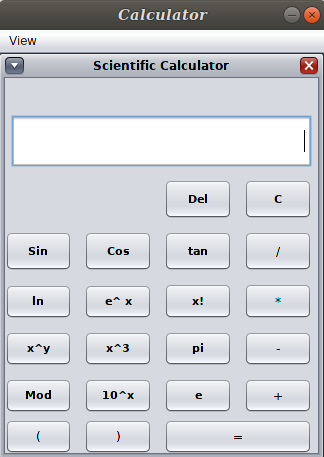 Calculator
View
Scientific Calculator
Del C
Sin Cos tan /
ln e^ x x! *
x^y x^3 pi -
Mod 10^x e +
( ) =